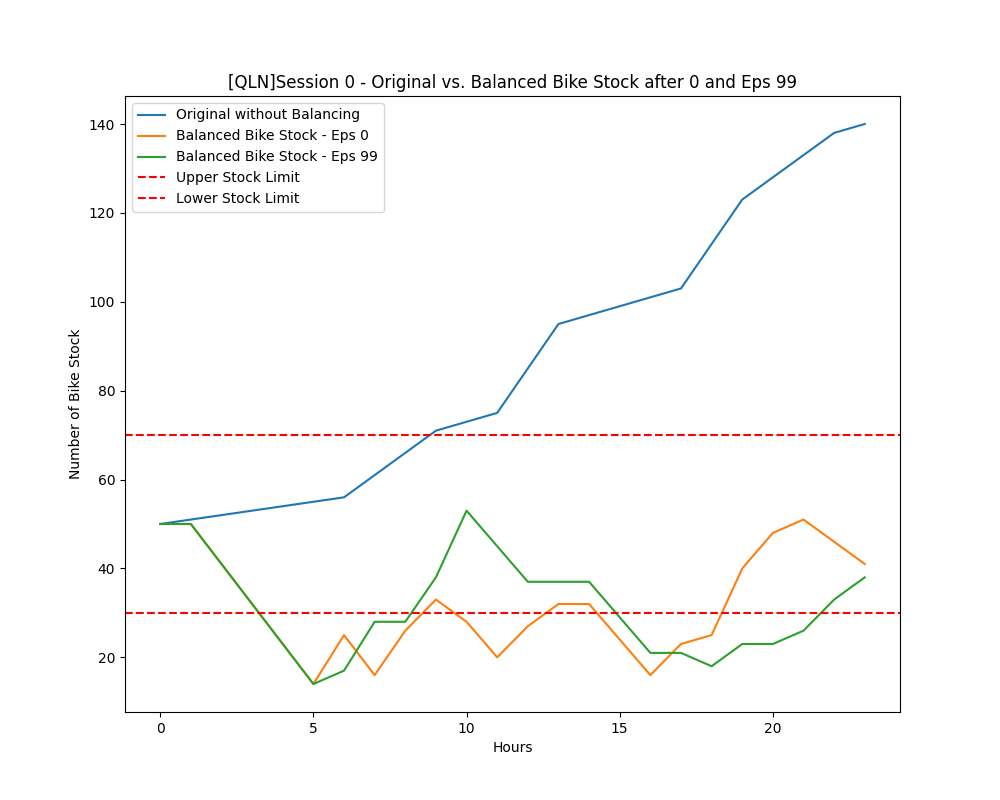 [QLN]Session 0 - Original vs. Balanced Bike Stock after 0 and Eps 99
Original without Balancing
Balanced Bike Stock - Eps 0
Balanced Bike Stock - Eps 99
Upper Stock Limit
Lower Stock Limit
140
120
100
80
60
40
20
Number of Bike Stock
0 5 10 15 20
Hours